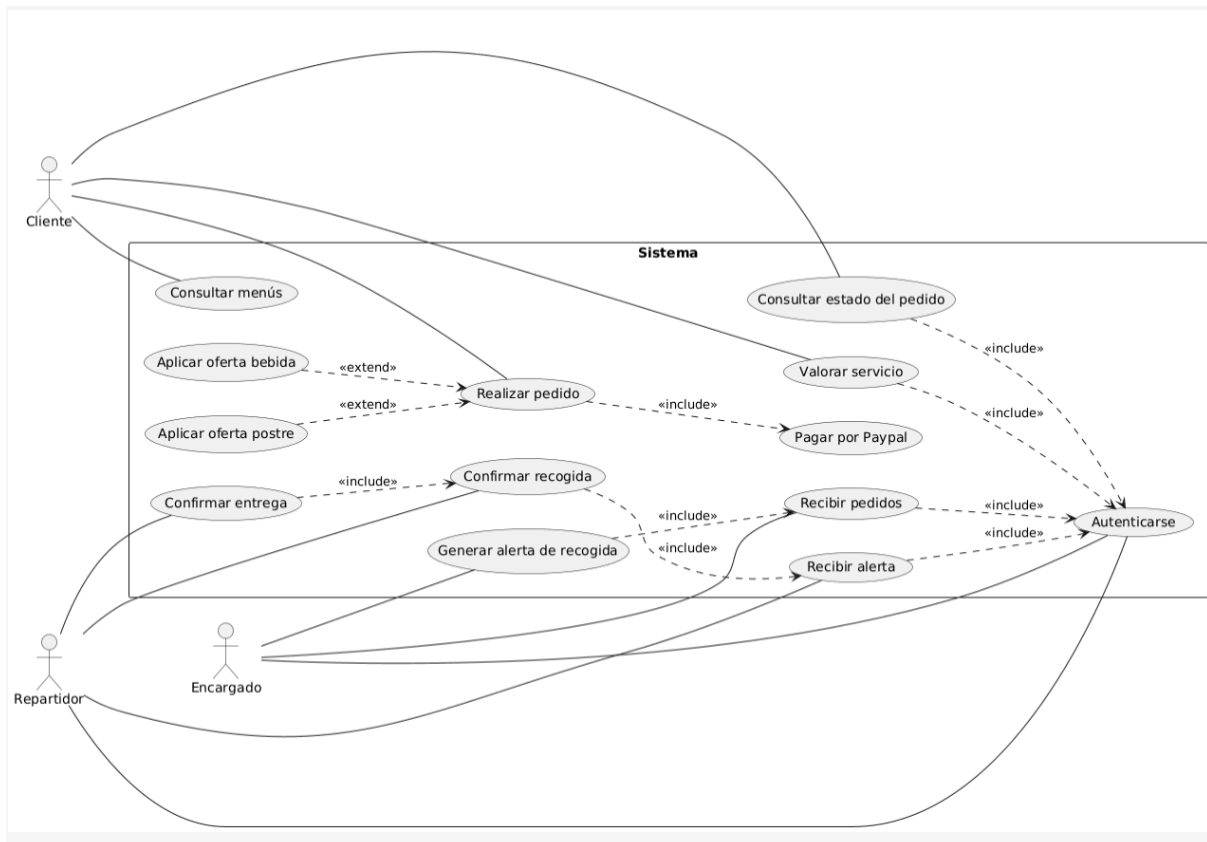 Cliente
Sistema
Consultar menús
Consultar estado del pedido
«include»
Aplicar oferta bebida
«extend»
Valorar servicio
Realizar pedido
«include»
«extend»
«include»
Aplicar oferta postre
Pagar por Paypal
Confirmar recogida
«include»
Confirmar entrega
Recibir pedidos
«include»
«include»
Autenticarse
Generar alerta de recogida
«include»
«include»
Recibir alerta
Encargado
Repartidor